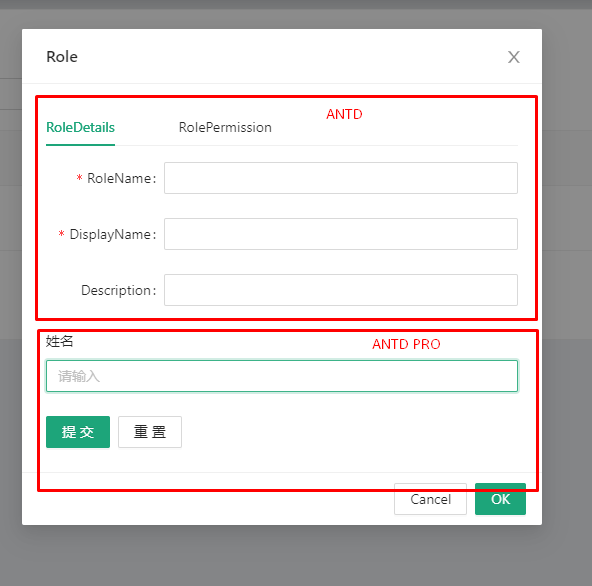 Role
ANTD
RoleDetails RolePermission
* RoleName:
* DisplayName:
Description:
姓名
ANTD PRO
请输入
提 交 重 置
Cancel OK